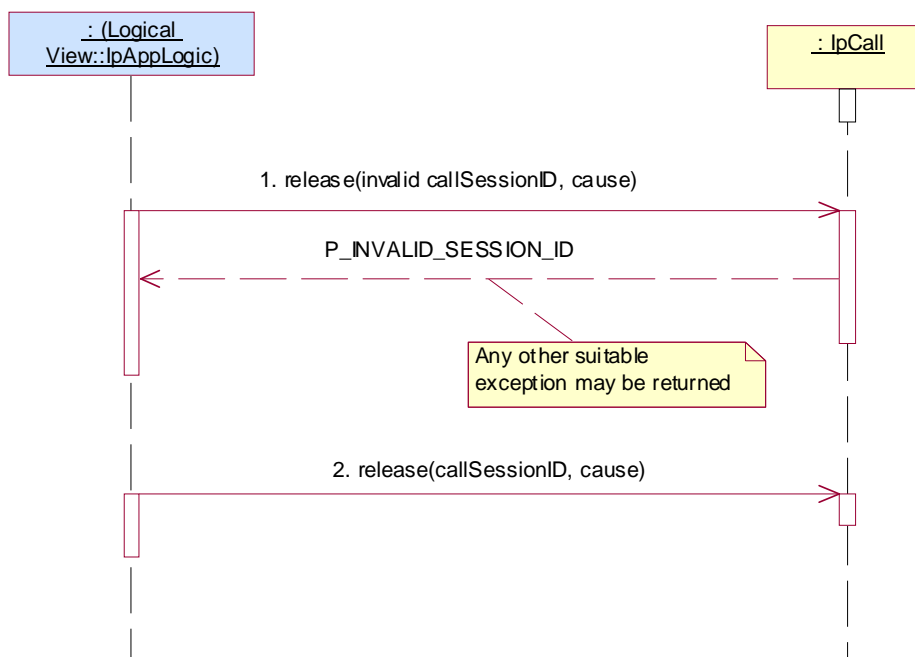 : (Logical
View::IpAppLogic)
: IpCall
1. release(invalid callSessionID, cause)
P_INVALID_SESSION_ID
Any other suitable
exception may be returned
2. release(callSessionID, cause)